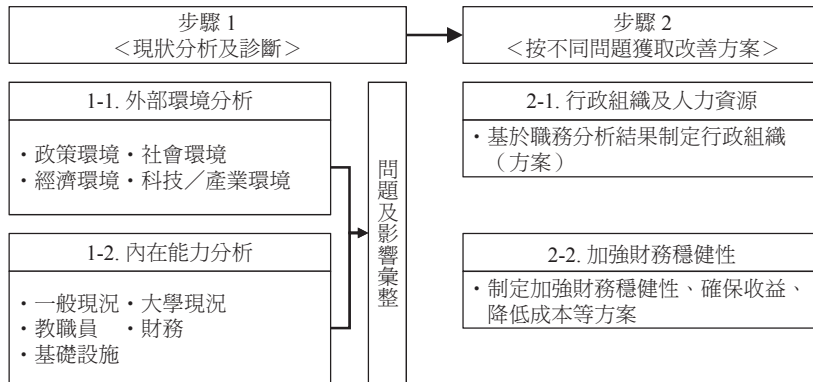 步驟 1
＜現狀分析及診斷＞
步驟 2
＜按不同問題獲取改善方案＞
1-1. 外部環境分析
・政策環境・社會環境
・經濟環境・科技／產業環境
1-2. 內在能力分析
・一般現況・大學現況
・教職員　・財務
・基礎設施
問題及影響彙整
2-1. 行政組織及人力資源
・基於職務分析結果制定行政組織
（方案）
2-2. 加強財務穩健性
・制定加強財務穩健性、確保收益、
降低成本等方案